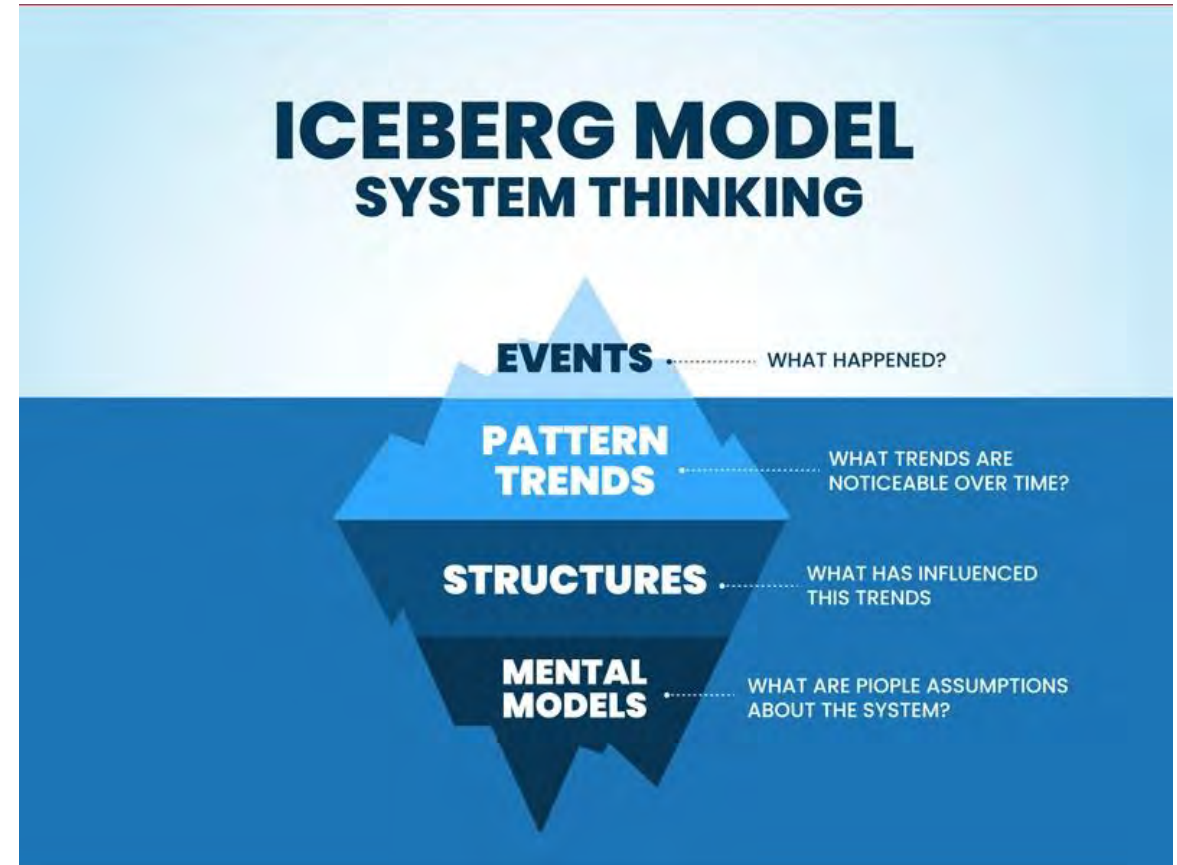 ICEBERG MODEL
SYSTEM THINKING
EVENTS
WHAT HAPPENED?
PATTERN
TRENDS
WHAT TRENDS ARE
NOTICEABLE OVER TIME?
STRUCTURES
WHAT HAS INFLUENCED
THIS TRENDS
MENTAL
MODELS
WHAT ARE PIOPLE ASSUMPTIONS
ABOUT THE SYSTEM?